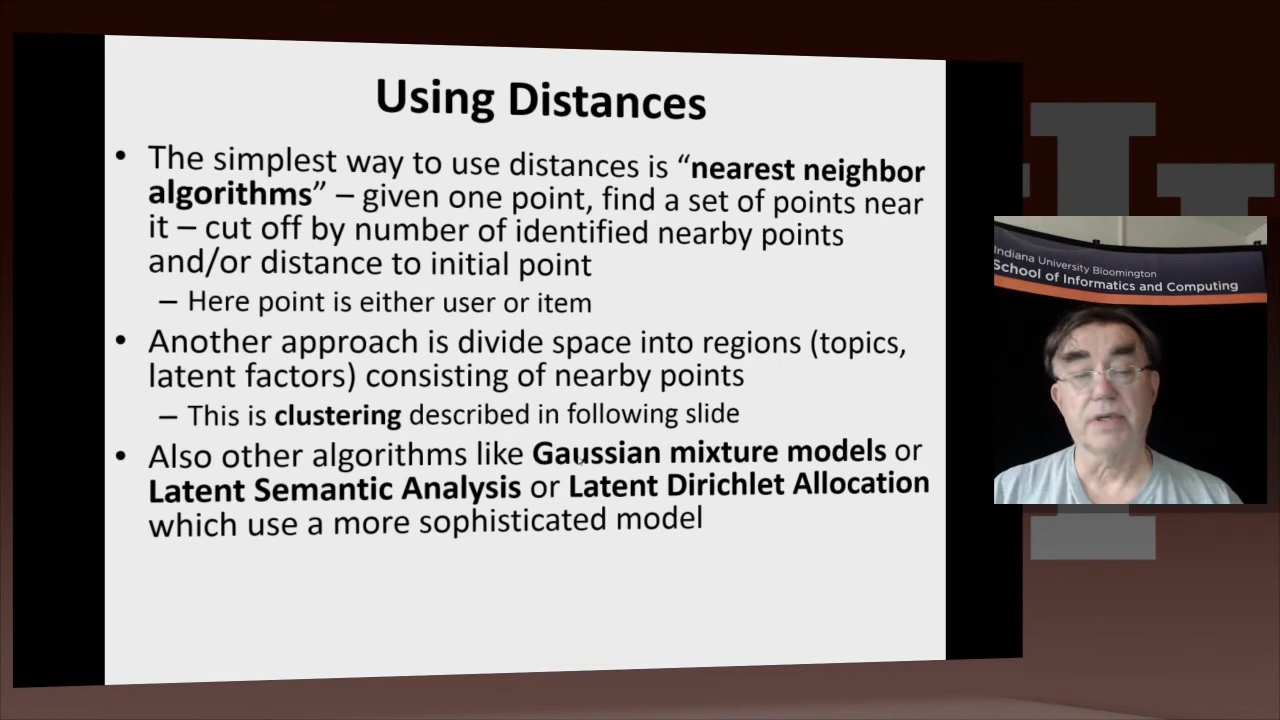 Using Distances
• The simplest way to use distances is “nearest neighbor
algorithms” – given one point, find a set of points near
it – cut off by number of identified nearby points
and/or distance to initial point
– Here point is either user or item
• Another approach is divide space into regions (topics,
latent factors) consisting of nearby points
– This is clustering described in following slide
• Also other algorithms like Gaussian mixture models or
Latent Semantic Analysis or Latent Dirichlet Allocation
which use a more sophisticated model
Indiana University Bloomington
School of Informatics and Computing